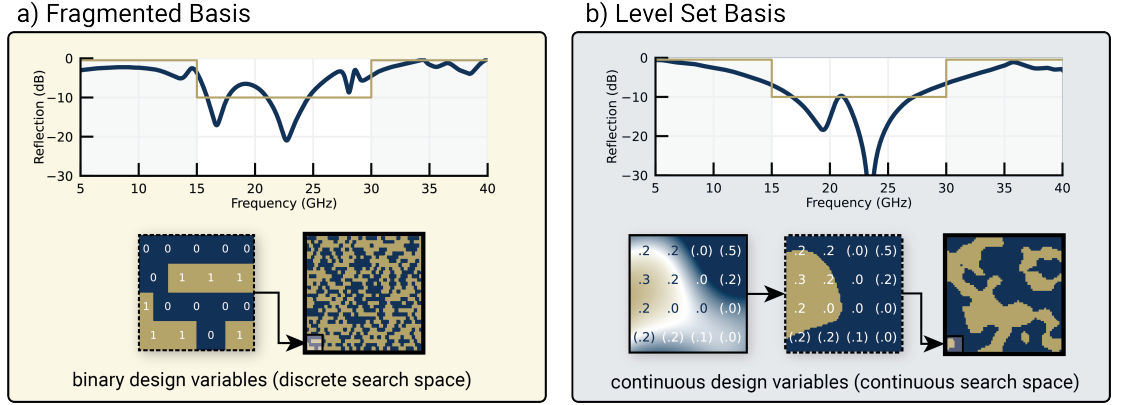 a) Fragmented Basis
b) Level Set Basis
0
−10
−20
−30
Reflection (dB)
5 10 15 20 25 30 35 40
Frequency (GHz)
0 0 0 0 0
0 1 1 1
1 0 0 0 0
1 1 0 1
binary design variables (discrete search space)
0
−10
−20
−30
Reflection (dB)
5 10 15 20 25 30 35 40
Frequency (GHz)
.2 .2 (.0) (.5)
.3 .2 .0 (.2)
.2 .0 .0 (.0)
(.2) (.2) (.1) (.0)
.2 .2 (.0) (.5)
.3 .2 .0 (.2)
.2 .0 .0 (.0)
(.2) (.2) (.1) (.0)
continuous design variables (continuous search space)